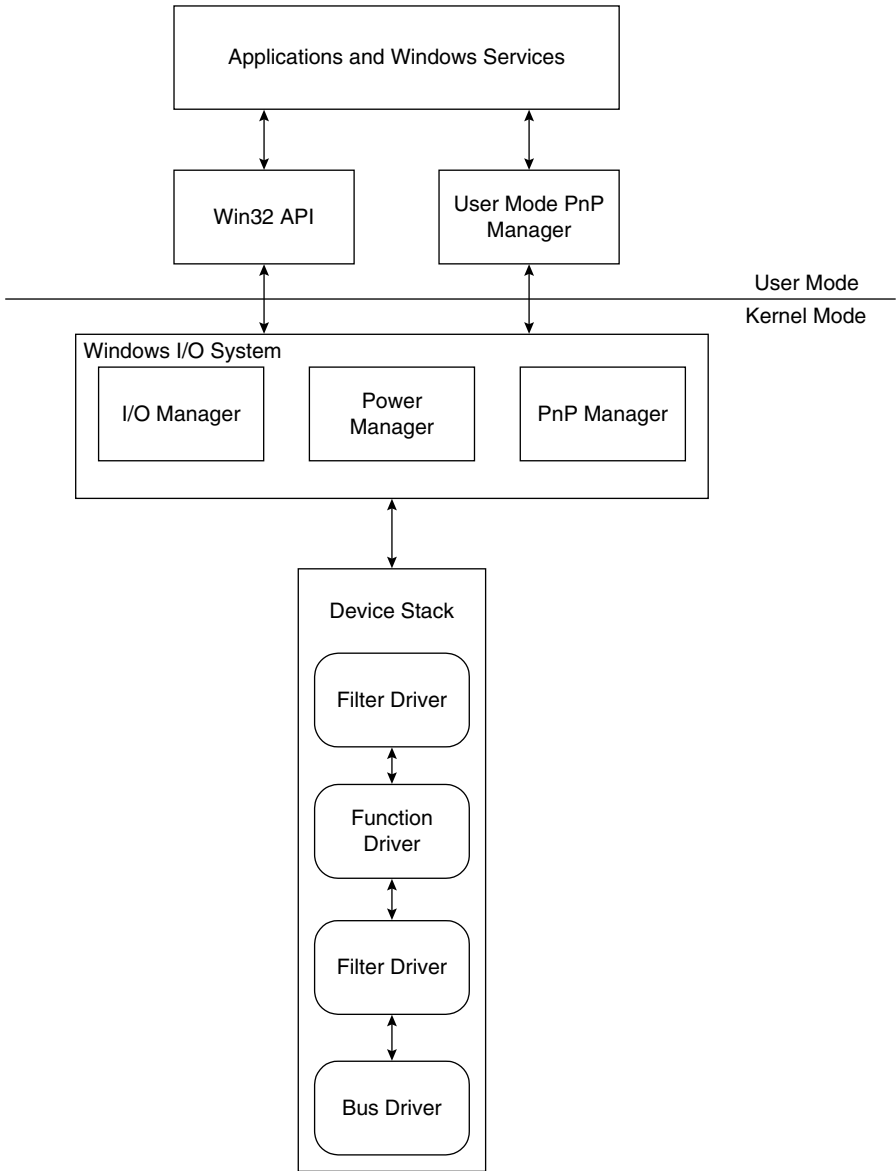 Applications and Windows Services
Win32 API
User Mode PnP
Manager
User Mode
Kernel Mode
Windows I/O System
I/O Manager
Power
Manager
PnP Manager
Device Stack
Filter Driver
Function
Driver
Filter Driver
Bus Driver